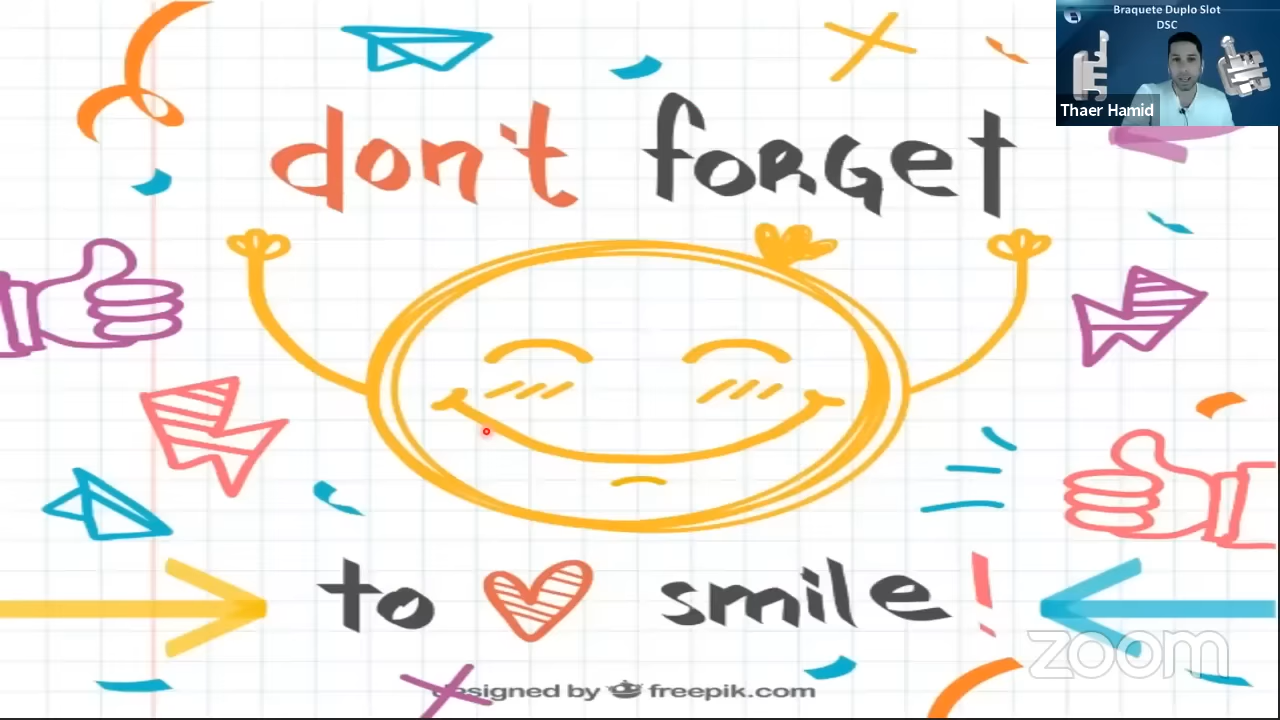 Braquete Duplo Slot
DSC
Thaer Hamid
don't forget
to smile!
zoom
designed by freepik.com